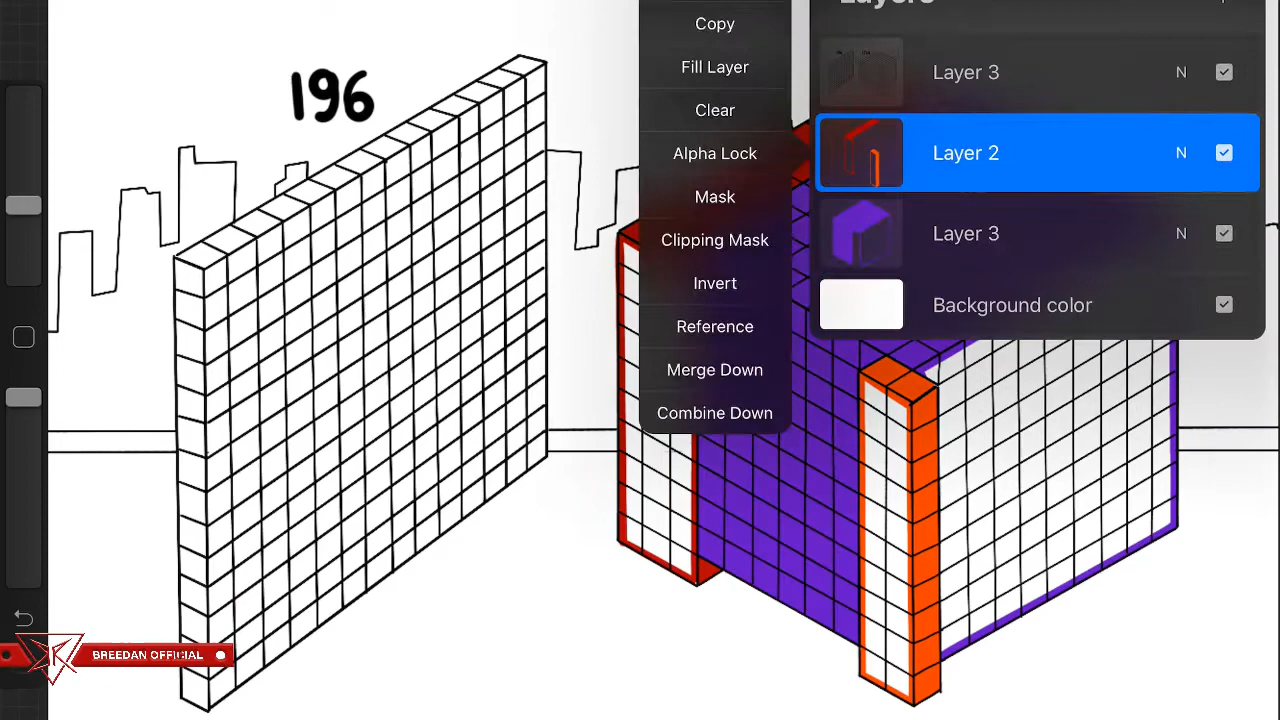 196
Copy
Fill Layer
Clear
Alpha Lock
Mask
Clipping Mask
Invert
Reference
Merge Down
Combine Down
Layers
Layer 3 N
Layer 2 N
Layer 3 N
Background color
BREEDAN OFFICIAL